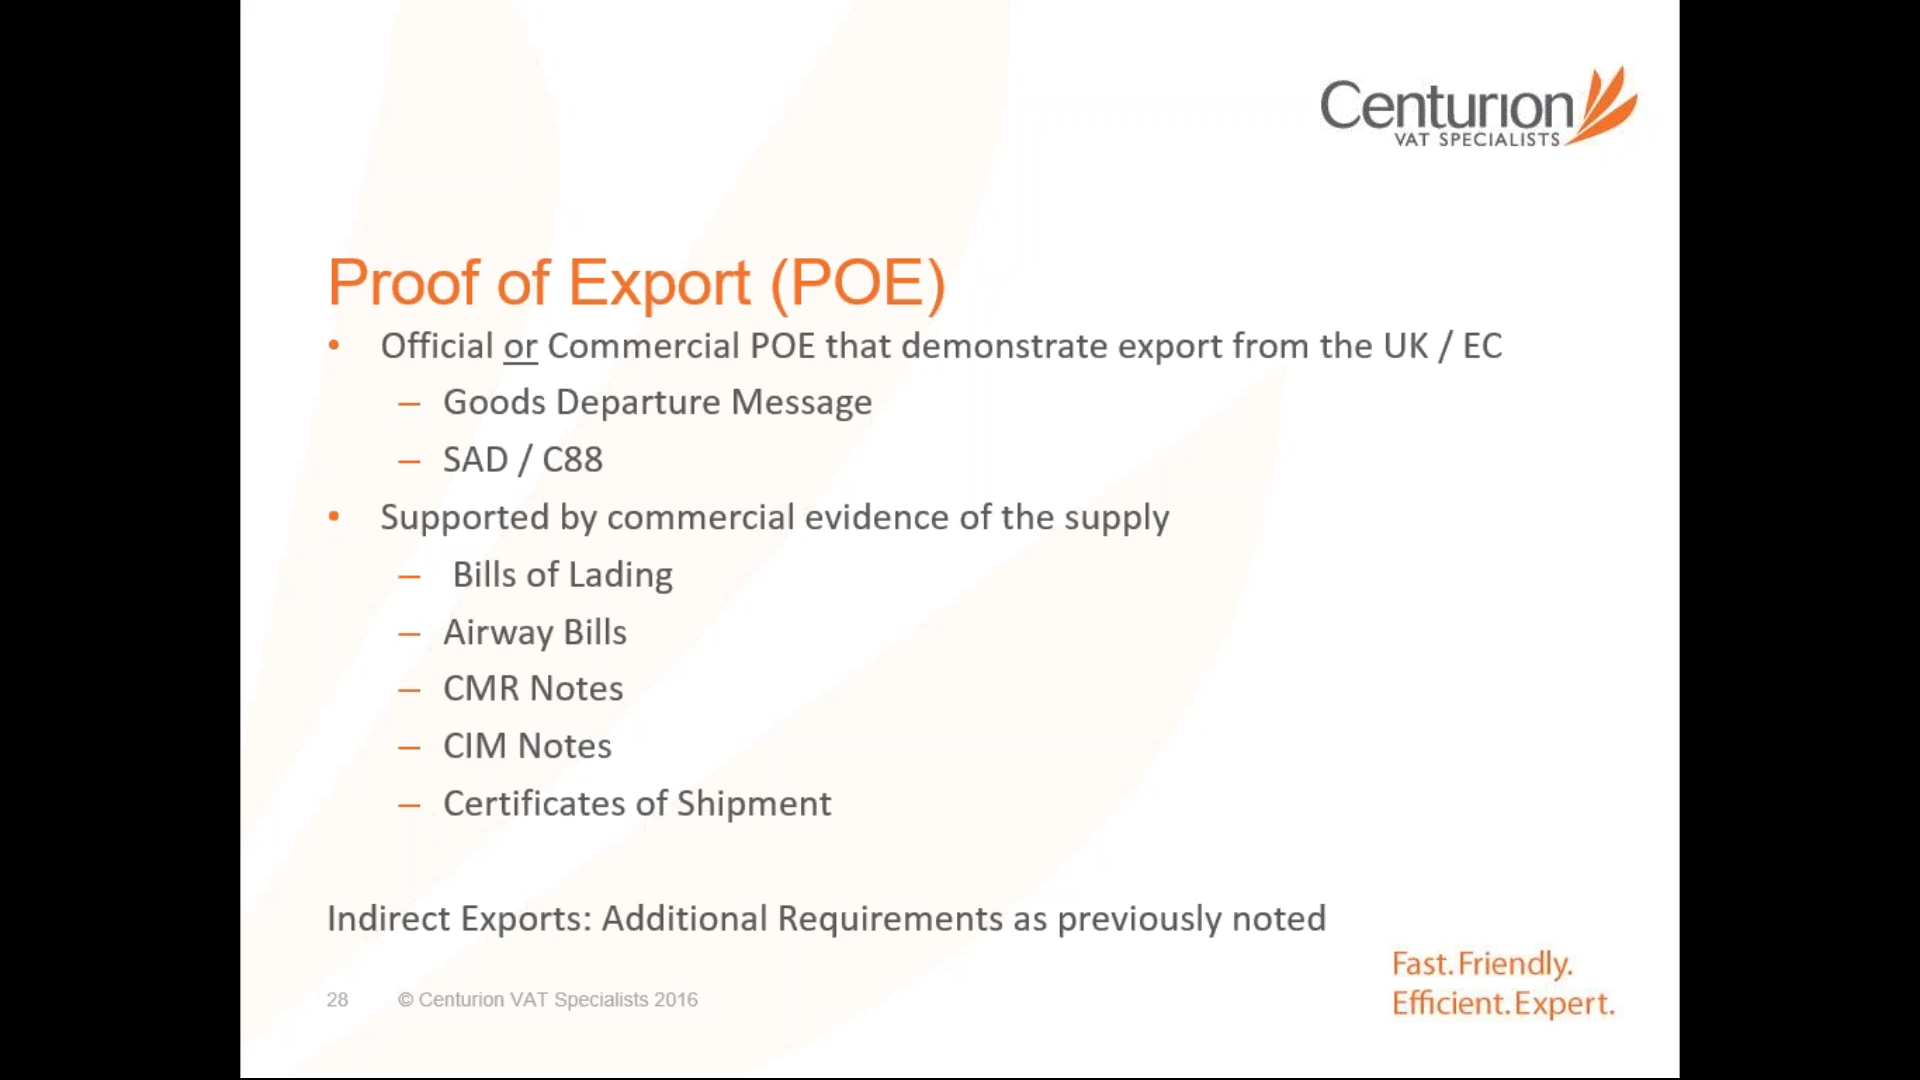 Centurion
VAT SPECIALISTS
Proof of Export (POE)
• Official or Commercial POE that demonstrate export from the UK / EC
– Goods Departure Message
– SAD / C88
• Supported by commercial evidence of the supply
– Bills of Lading
– Airway Bills
– CMR Notes
– CIM Notes
– Certificates of Shipment
Indirect Exports: Additional Requirements as previously noted
Fast. Friendly.
Efficient. Expert.
28 © Centurion VAT Specialists 2016